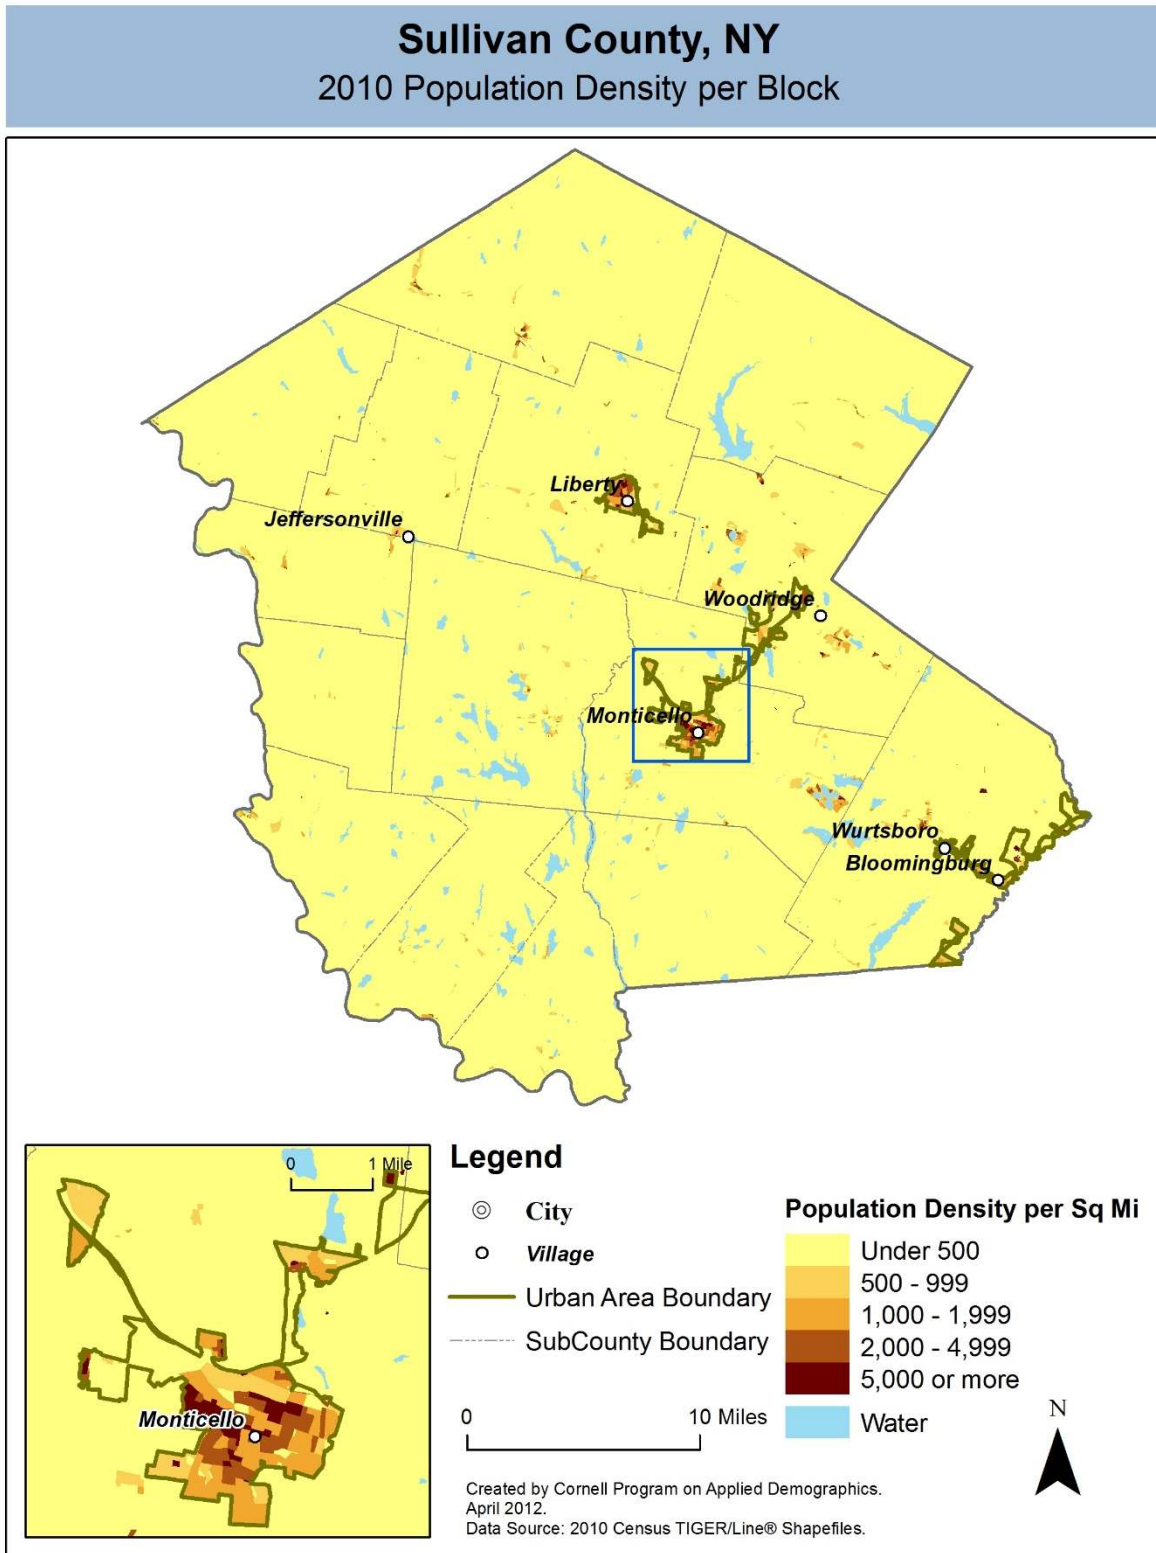 Sullivan County, NY
2010 Population Density per Block
Liberty
Jeffersonville
Woodridge
Monticello
Wurtsboro
Bloomingburg
0 1 Mile
Monticello
Legend
City
Village
Urban Area Boundary
SubCounty Boundary
0 10 Miles
Population Density per Sq Mi
Under 500
500 - 999
1,000 - 1,999
2,000 - 4,999
5,000 or more
Water
N
Created by Cornell Program on Applied Demographics.
April 2012.
Data Source: 2010 Census TIGER/Line® Shapefiles.